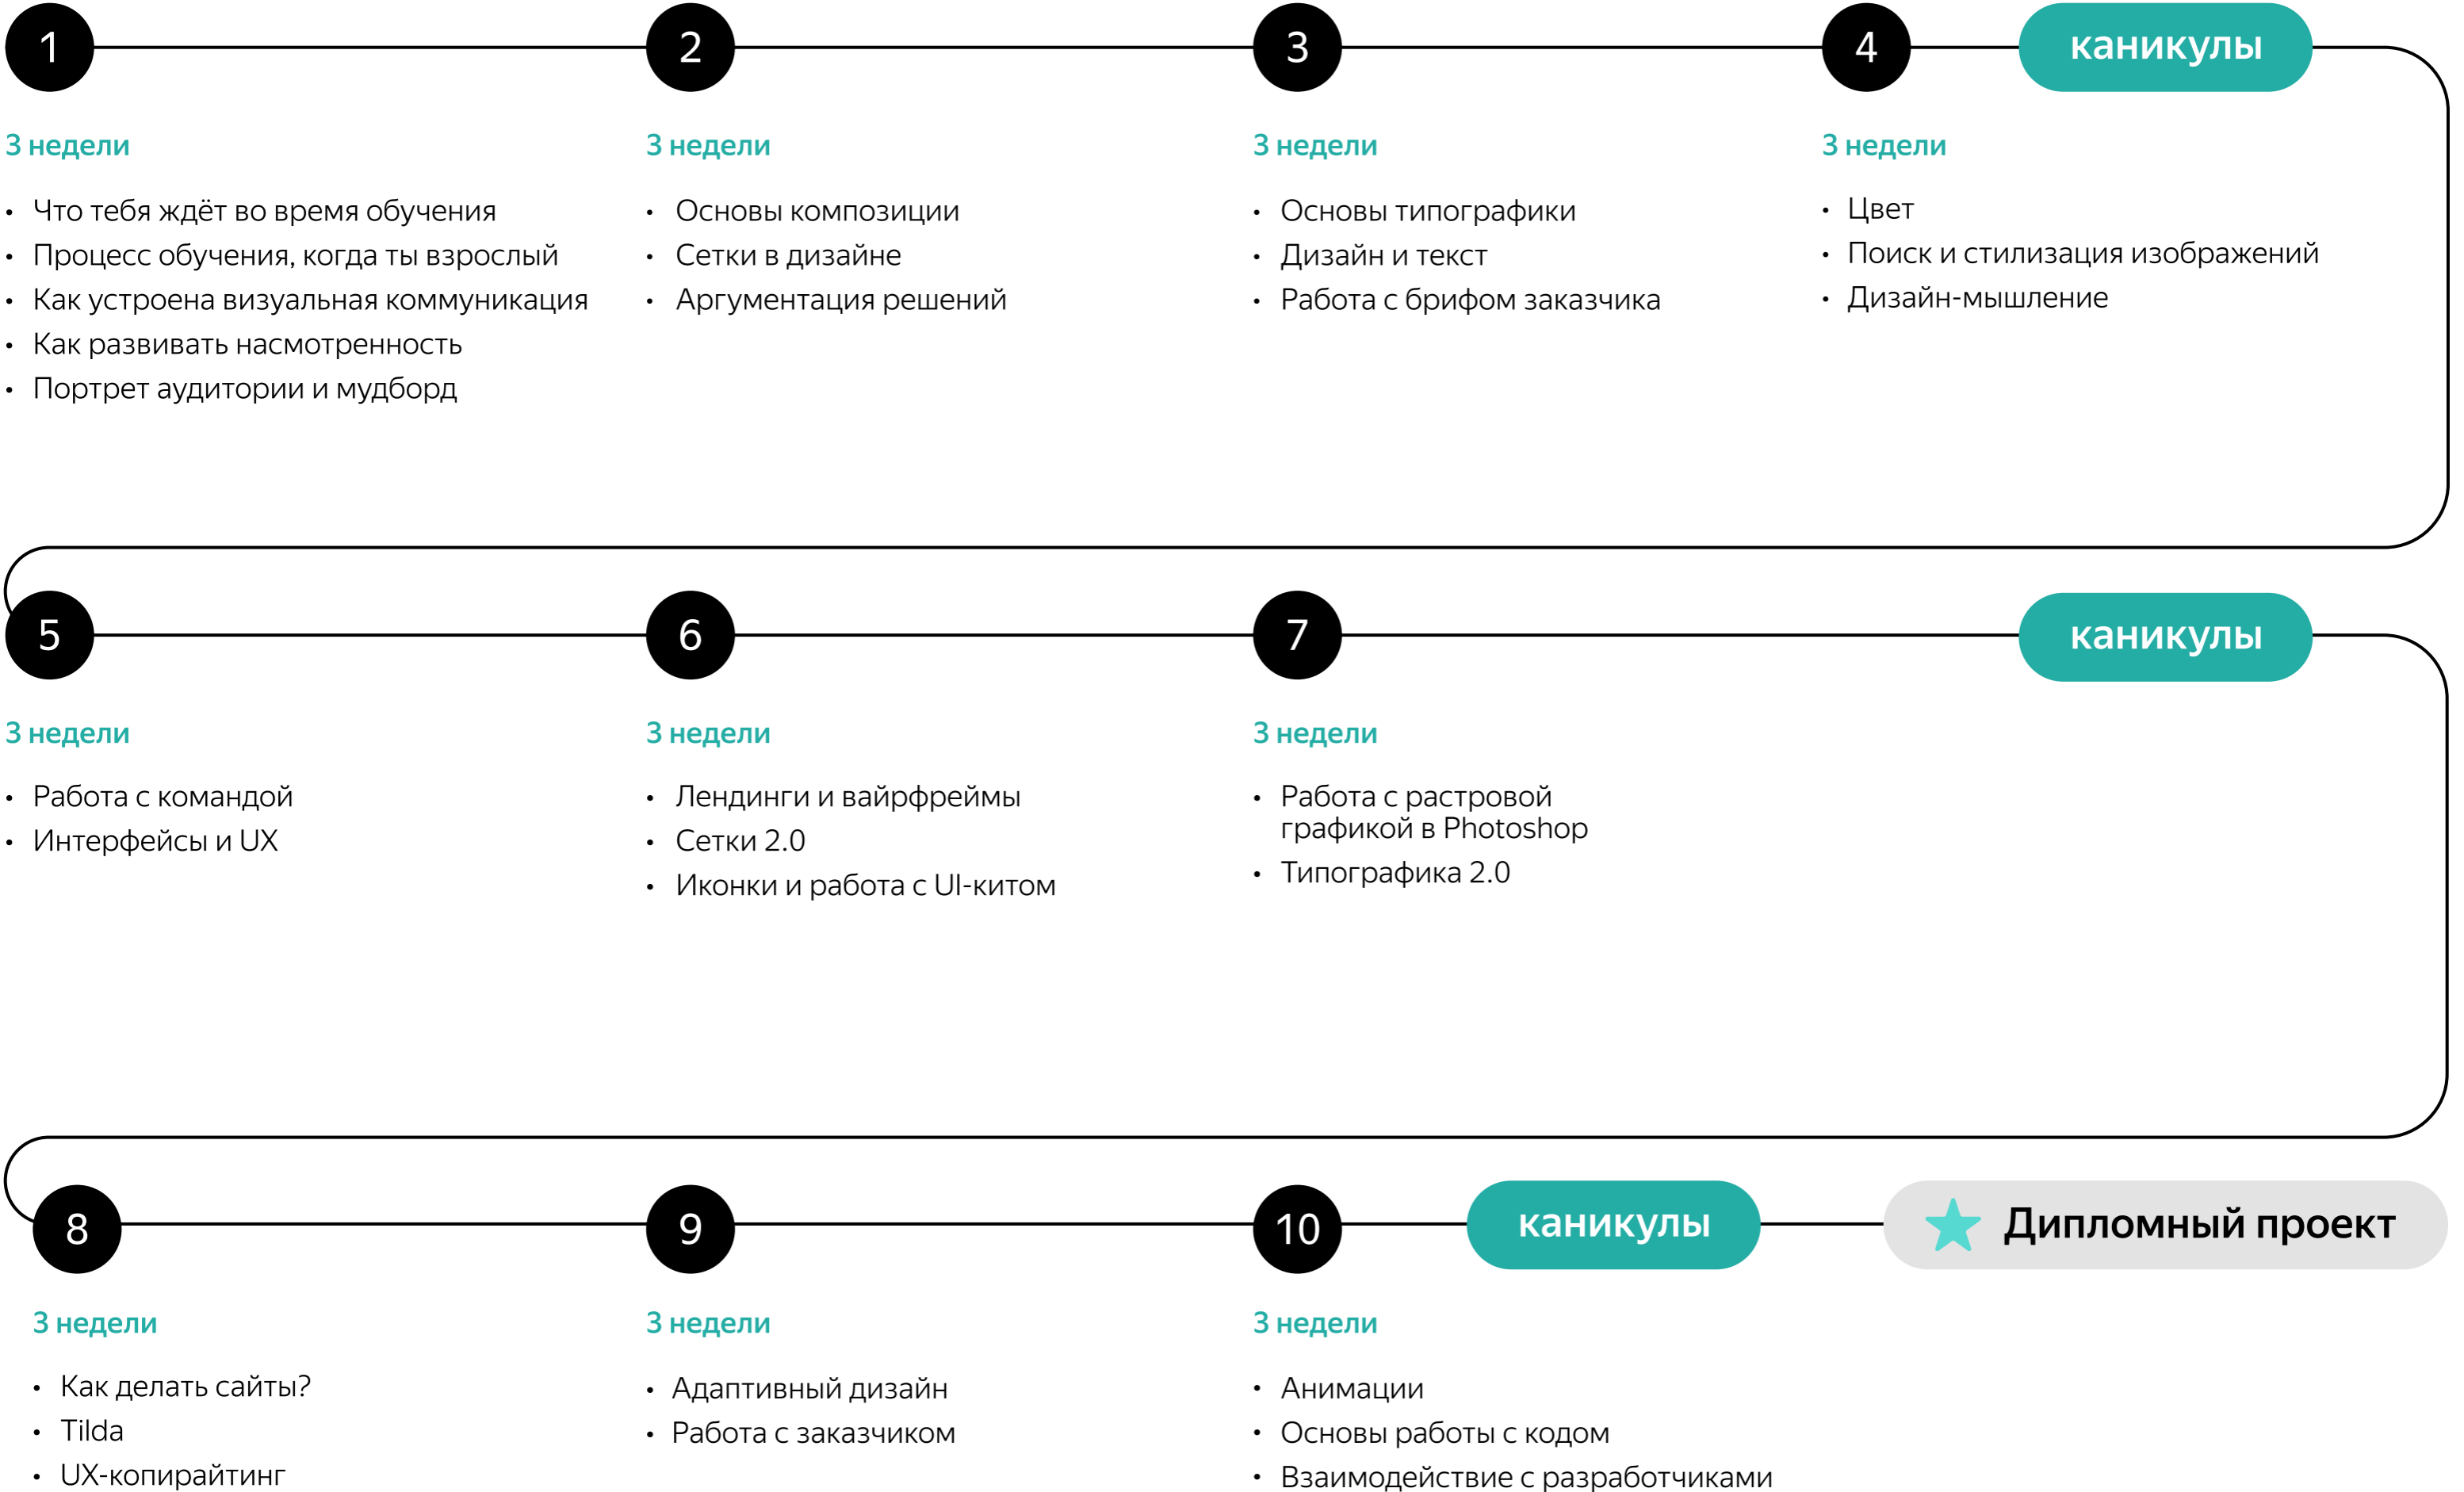 1
2
3
4
каникулы
3 недели
• Что тебя ждёт во время обучения
• Процесс обучения, когда ты взрослый
• Как устроена визуальная коммуникация
• Как развивать насмотренность
• Портрет аудитории и мудборд
3 недели
• Основы композиции
• Сетки в дизайне
• Аргументация решений
3 недели
• Основы типографики
• Дизайн и текст
• Работа с брифом заказчика
3 недели
• Цвет
• Поиск и стилизация изображений
• Дизайн-мышление
5
6
7
каникулы
3 недели
• Работа с командой
• Интерфейсы и UX
3 недели
• Лендинги и вайрфреймы
• Сетки 2.0
• Иконки и работа с UI-китом
3 недели
• Работа с растровой
графикой в Photoshop
• Типографика 2.0
8
9
10
каникулы
Дипломный проект
3 недели
• Как делать сайты?
• Tilda
• UX-копирайтинг
3 недели
• Адаптивный дизайн
• Работа с заказчиком
3 недели
• Анимации
• Основы работы с кодом
• Взаимодействие с разработчиками